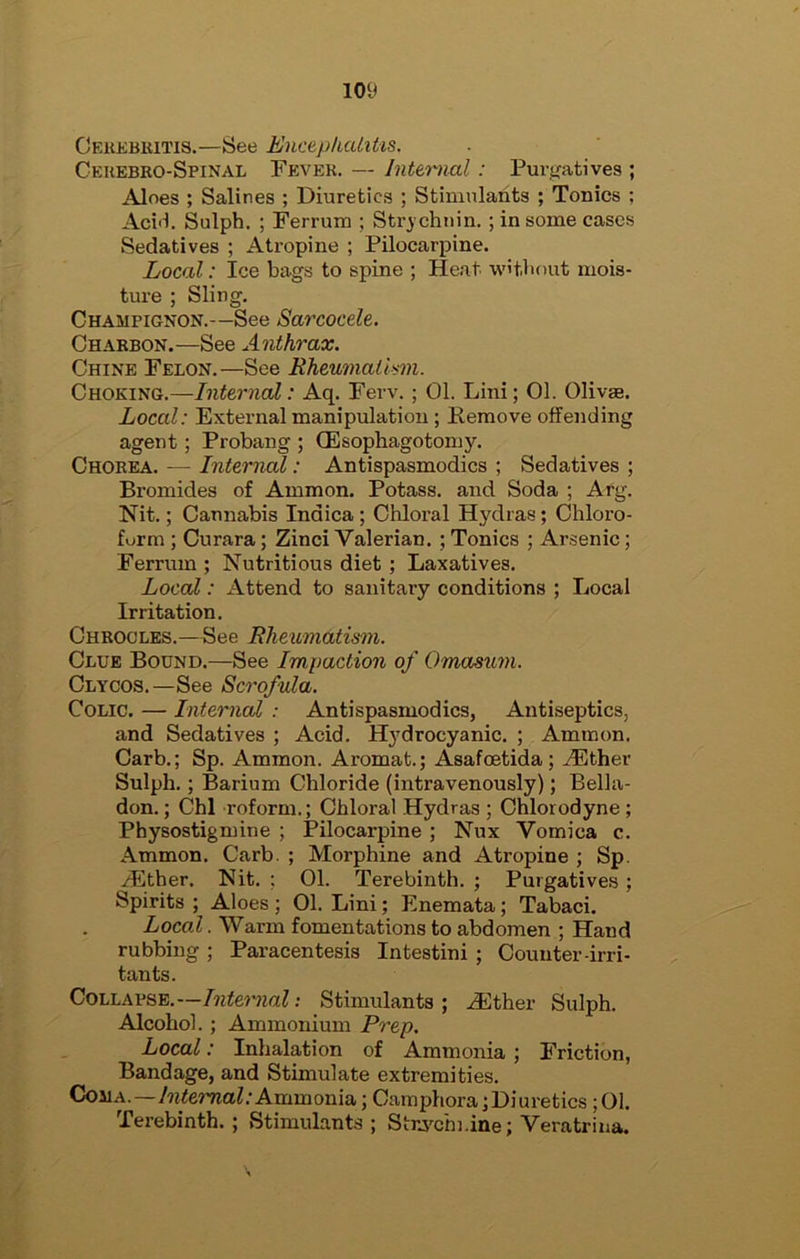 109
CEREBRITIS.—See Encephalitis.
CEREBRO-SPINAL FEVER. — Internal : Purgatives ;
Aloes ; Salines ; Diuretics ; Stimulants ; Tonics ;
Acid. Sulph. ; Ferrum ; Strychnin. ; in some cases
Sedatives ; Atropine ; Pilocarpine.
Local : Ice bags to spine ; Heat without mois-
ture ; Sling.
CHAMPIGNON.--See Sarcocele.
CHARBON.—See Anthrax.
CHINE FELON.—See Rheumatism.
CHOKING.—Internal : Aq. Ferv. ; Ol. Lini ; Ol. Olivæ.
Local : External manipulation ; Remove offending
agent ; Probang ; Œsophagotomy.
CHOREA. — Internal : Antispasmodics ; Sedatives ;
Bromides of Ammon. Potass. and Soda ; Arg.
Nit. ; Cannabis Indica ; Chloral Hydras ; Chloro-
form ; Curara ; Zinci Valerian. ; Tonics ; Arsenic ;
Ferrum ; Nutritious diet ; Laxatives.
Local : Attend to sanitary conditions ; Local
Irritation.
CHROCLES.—See Rheumatism.
CLUE BOUND.—See Impaction of Omasum.
CLYCOS.—See Scrofula.
COLIC. — Internal : Antispasmodics, Antiseptics,
and Sedatives ; Acid. Hydrocyanic. ; Ammon.
Carb. ; Sp. Ammon. Aromat. ; Asafœtida ; Æther
Sulph. ; Barium Chloride (intravenously) ; Bella-
don. ; Chl roform. ; Chloral Hydras ; Chlorodyne ;
Physostigmine ; Pilocarpine ; Nux Vomica c.
Ammon. Carb. ; Morphine and Atropine ; Sp.
Æther. Nit. ; Ol. Terebinth. ; Purgatives ;
Spirits ; Aloes ; Ol. Lini ; Enemata ; Tabaci.
Local. Warm fomentations to abdomen ; Hand
rubbing ; Paracentesis Intestini ; Counter-irri-
tants.
COLLAPSE.—Internal : Stimulants ; Æther Sulph.
Alcohol. ; Ammonium Prep.
Local : Inhalation of Ammonia ; Friction,
Bandage, and Stimulate extremities.
COMA.—Internal: Ammonia ; Camphora ; Diuretics ; Ol.
Terebinth. ; Stimulants ; Strychnine ; Veratrina.